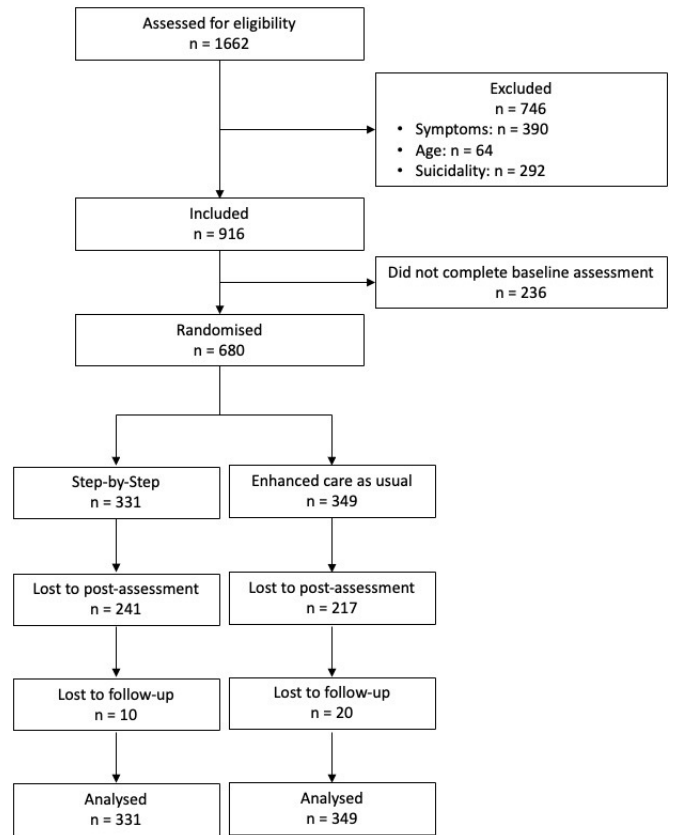 Assessed for eligibility
n = 1662
Excluded
n = 746
• Symptoms: n = 390
• Age: n = 64
• Suicidality: n = 292
Included
n = 916
Did not complete baseline assessment
n = 236
Randomised
n = 680
Step-by-Step
n = 331
Enhanced care as usual
n = 349
Lost to post-assessment
n = 241
Lost to post-assessment
n = 217
Lost to follow-up
n = 10
Lost to follow-up
n = 20
Analysed
n = 331
Analysed
n = 349